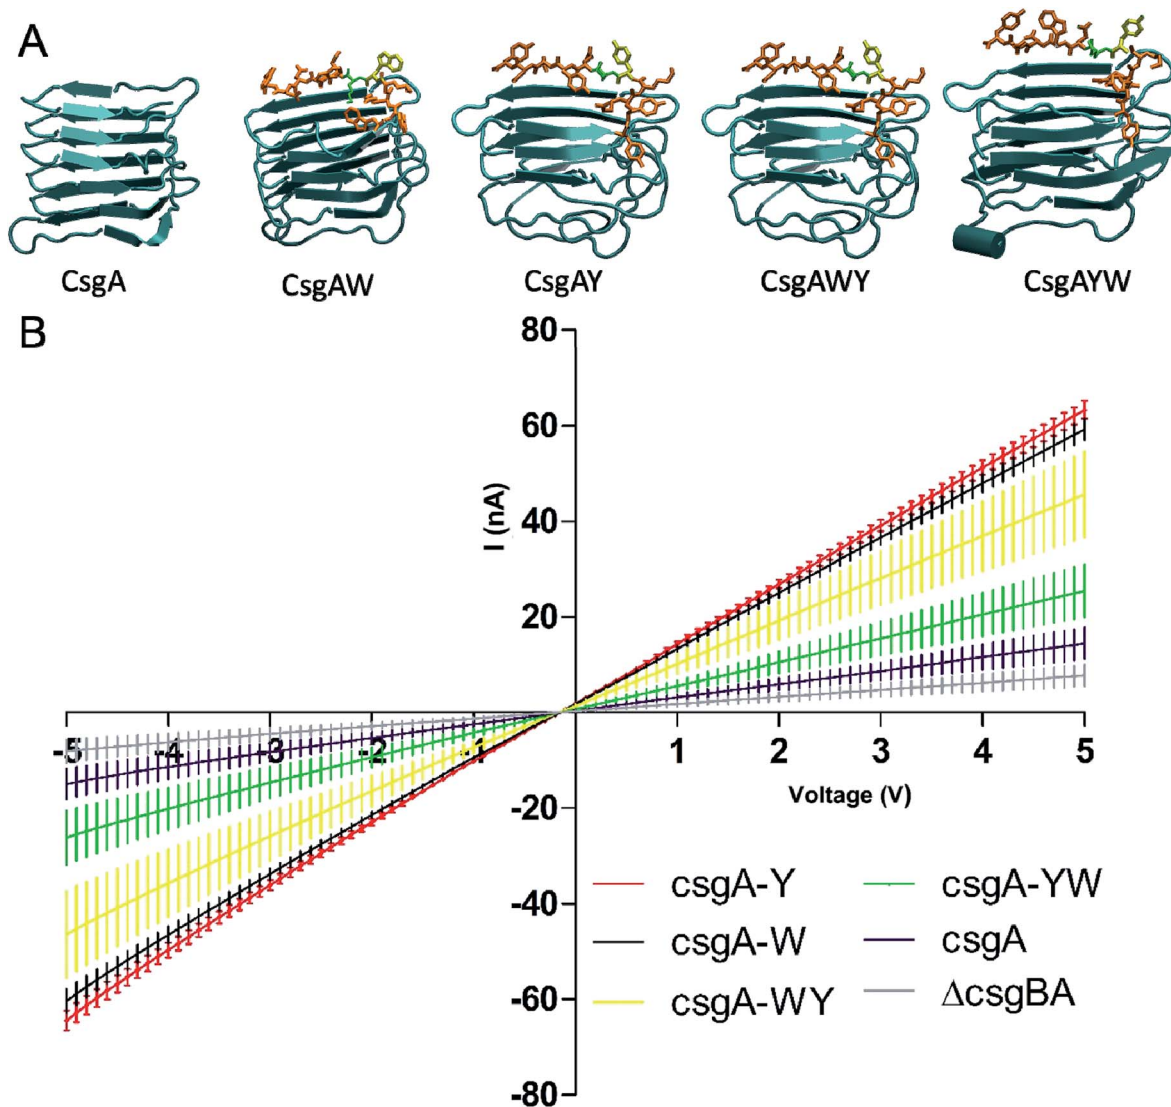 A
CsgA
CsgAW
CsgAY
CsgAWY
CsgAYW
B
80
60
40
20
I (nA)
-5 -4 -3 -2 -1 1 2 3 4 5
Voltage (V)
-20
-40
-60
-80
csgA-Y
csgA-W
csgA-WY
csgA-YW
csgA
ΔcsgBA